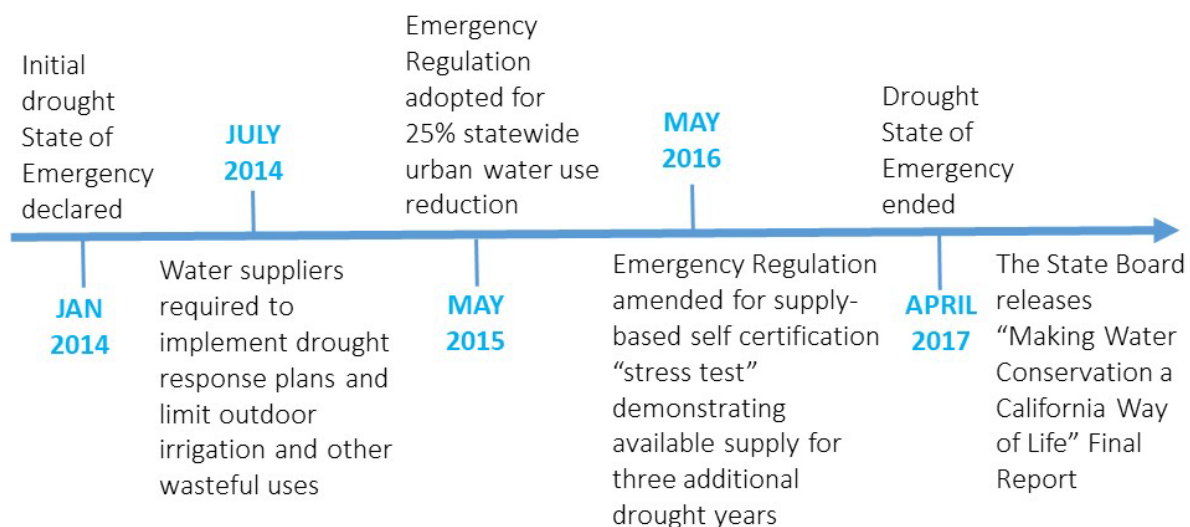 Initial
drought
State of
Emergency
declared
JAN
2014
JULY
2014
Water suppliers
required to
implement drought
response plans and
limit outdoor
irrigation and other
wasteful uses
Emergency
Regulation
adopted for
25% statewide
urban water use
reduction
MAY
2015
MAY
2016
Emergency Regulation
amended for supply-
based self certification
“stress test”
demonstrating
available supply for
three additional
drought years
Drought
State of
Emergency
ended
APRIL
2017
The State Board
releases
“Making Water
Conservation a
California Way
of Life” Final
Report